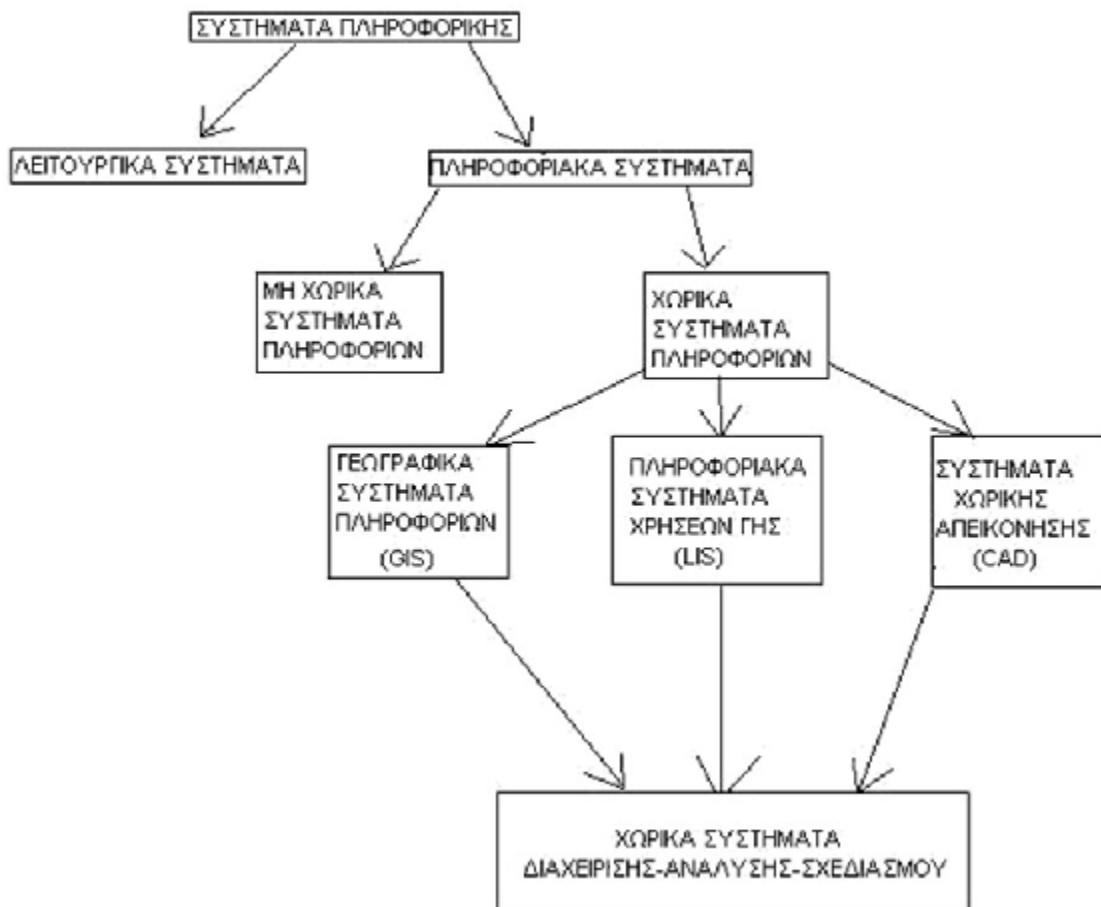 ΣΥΣΤΗΜΑΤΑ ΠΛΗΡΟΦΟΡΙΚΗΣ
ΛΕΙΤΟΥΡΓΙΚΑ ΣΥΣΤΗΜΑΤΑ
ΠΛΗΡΟΦΟΡΙΑΚΑ ΣΥΣΤΗΜΑΤΑ
ΜΗ ΧΩΡΙΚΑ
ΣΥΣΤΗΜΑΤΑ
ΠΛΗΡΟΦΟΡΙΩΝ
ΧΩΡΙΚΑ
ΣΥΣΤΗΜΑΤΑ
ΠΛΗΡΟΦΟΡΙΩΝ
ΓΕΩΓΡΑΦΙΚΑ
ΣΥΣΤΗΜΑΤΑ
ΠΛΗΡΟΦΟΡΙΩΝ
(GIS)
ΠΛΗΡΟΦΟΡΙΑΚΑ
ΣΥΣΤΗΜΑΤΑ
ΧΡΗΣΕΩΝ ΓΗΣ
(LIS)
ΣΥΣΤΗΜΑΤΑ
ΧΩΡΙΚΗΣ
ΑΠΕΙΚΟΝΗΣΗΣ
(CAD)
ΧΩΡΙΚΑ ΣΥΣΤΗΜΑΤΑ
ΔΙΑΧΕΙΡΙΣΗΣ-ΑΝΑΛΥΣΗΣ-ΣΧΕΔΙΑΣΜΟΥ